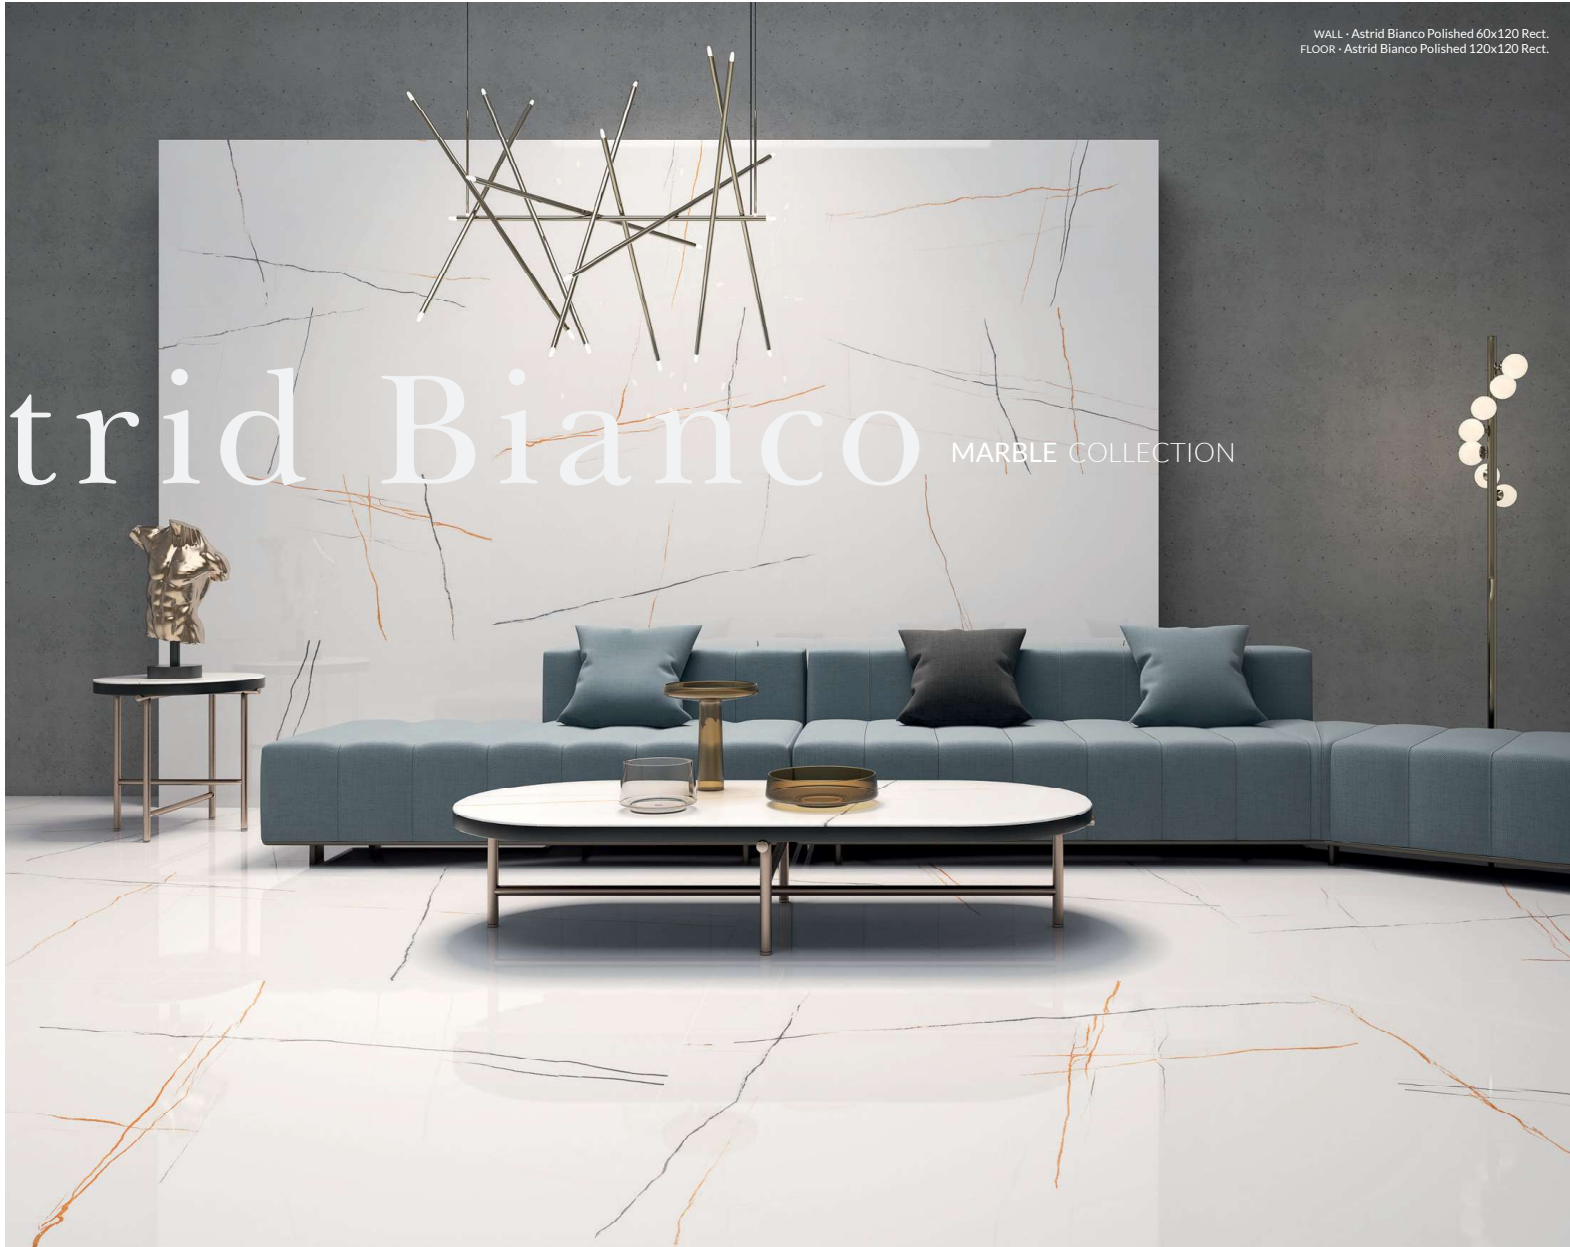 WALL · Astrid Bianco Polished 60x120 Rect.
FLOOR · Astrid Bianco Polished 120x120 Rect.
trid Bianco MARBLE COLLECTION